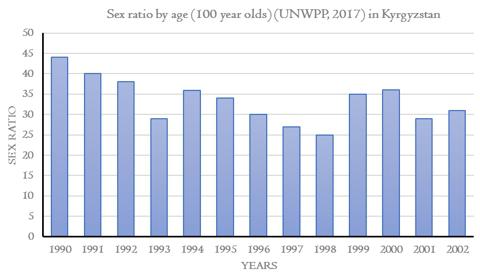 Sex ratio by age (100 year olds) (UNWPP, 2017) in Kyrgyzstan
50
45
40
35
30
25
20
15
10
5
0
SEX RATIO
1990 1991 1992 1993 1994 1995 1996 1997 1998 1999 2000 2001 2002
YEARS